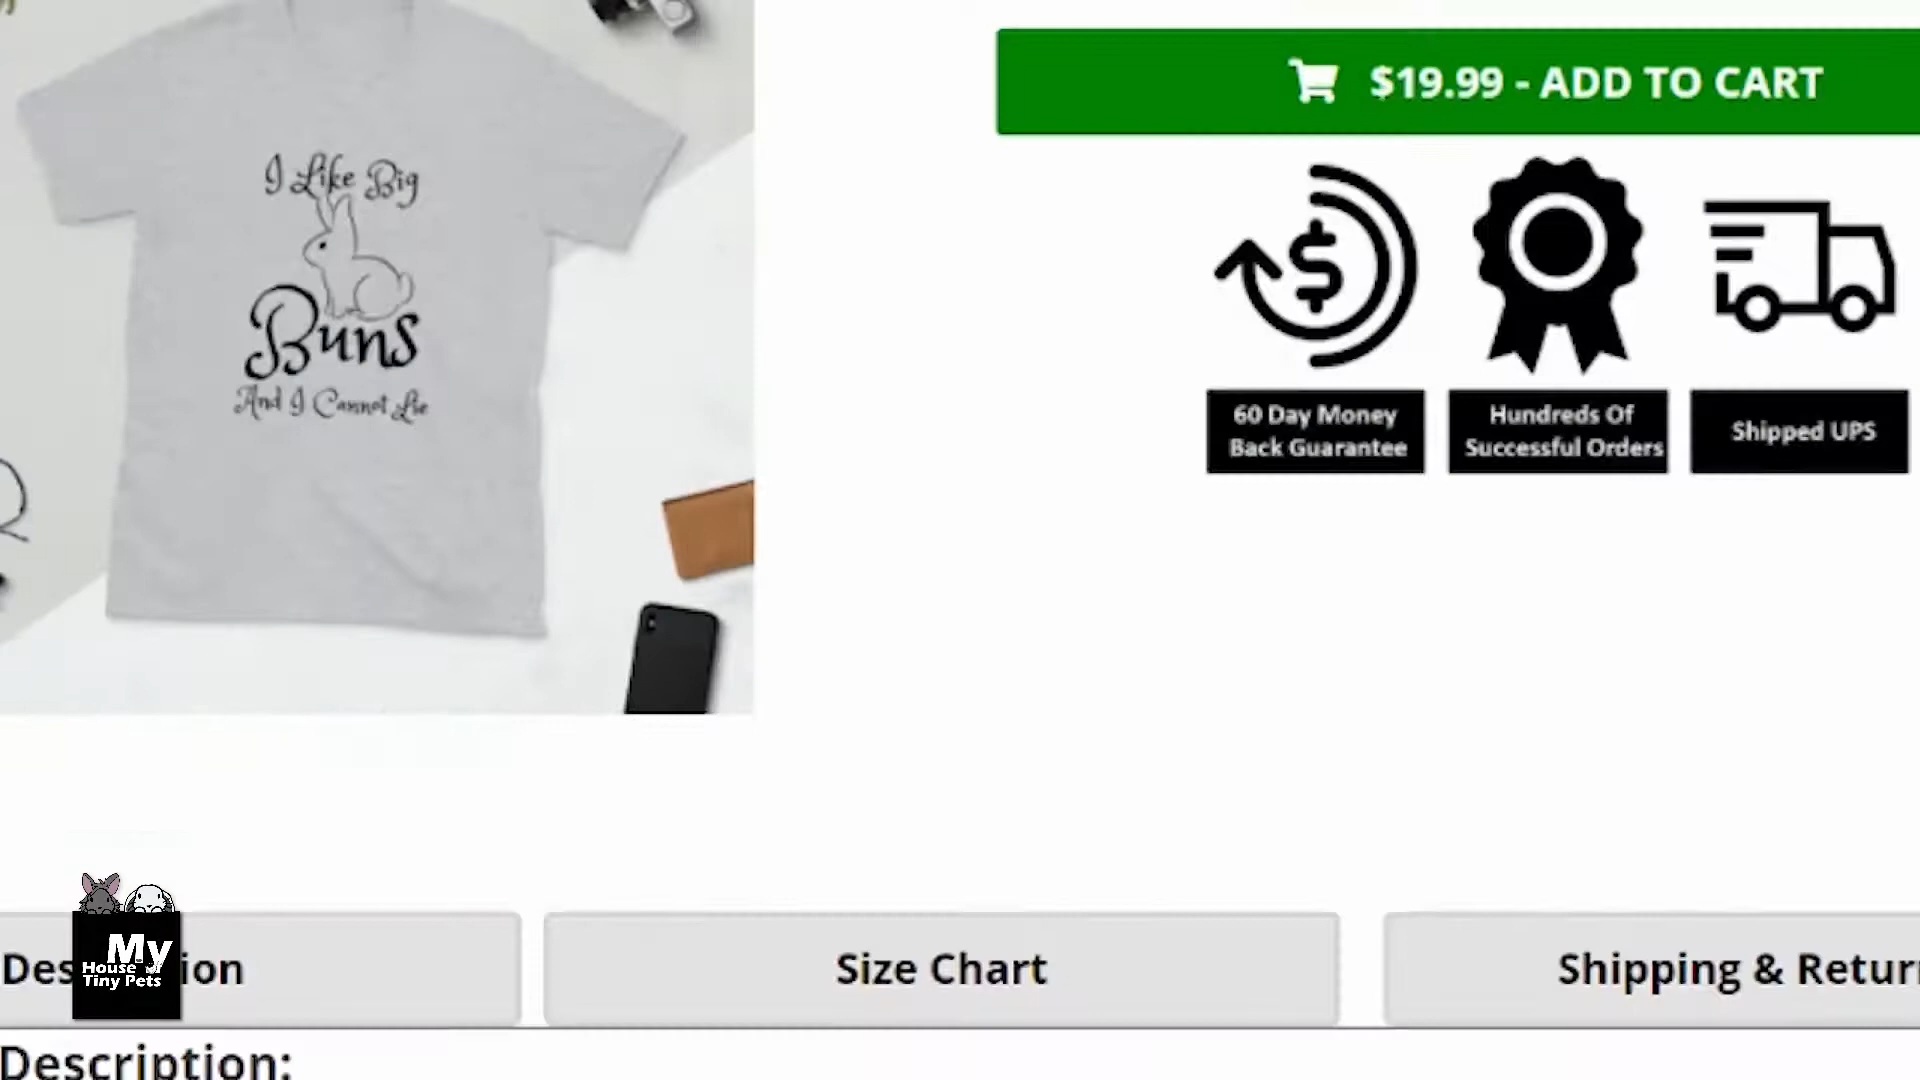 I Like Big
Buns
And I Cannot Lie
$19.99 - ADD TO CART
60 Day Money
Back Guarantee
Hundreds Of
Successful Orders
Shipped UPS
My
House of
Tiny Pets
Size Chart
Shipping &
Description: